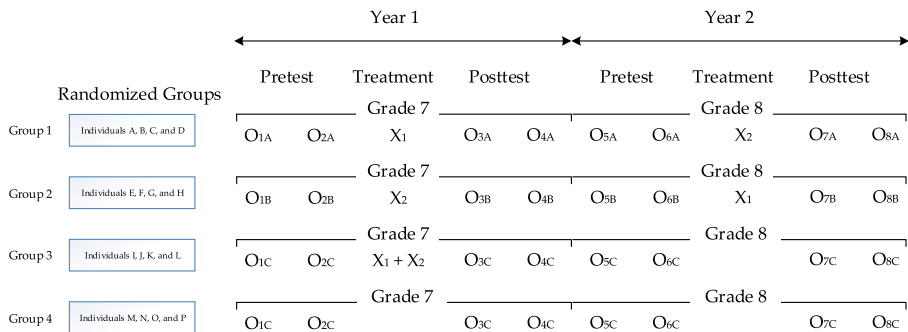 Year 1 Year 2
Pretest Treatment Posttest Pretest Treatment Posttest
Randomized Groups
Grade 7 Grade 8
Group 1 Individuals A, B, C, and D O1A O2A X1 O3A O4A O5A O6A X2 O7A O8A
Grade 7 Grade 8
Group 2 Individuals E, F, G, and H O1B O2B X2 O3B O4B O5B O6B X1 O7B O8B
Grade 7 Grade 8
Group 3 Individuals I, J, K, and L O1C O2C X1 + X2 O3C O4C O5C O6C O7C O8C
Grade 7 Grade 8
Group 4 Individuals M, N, O, and P O1C O2C O3C O4C O5C O6C O7C O8C